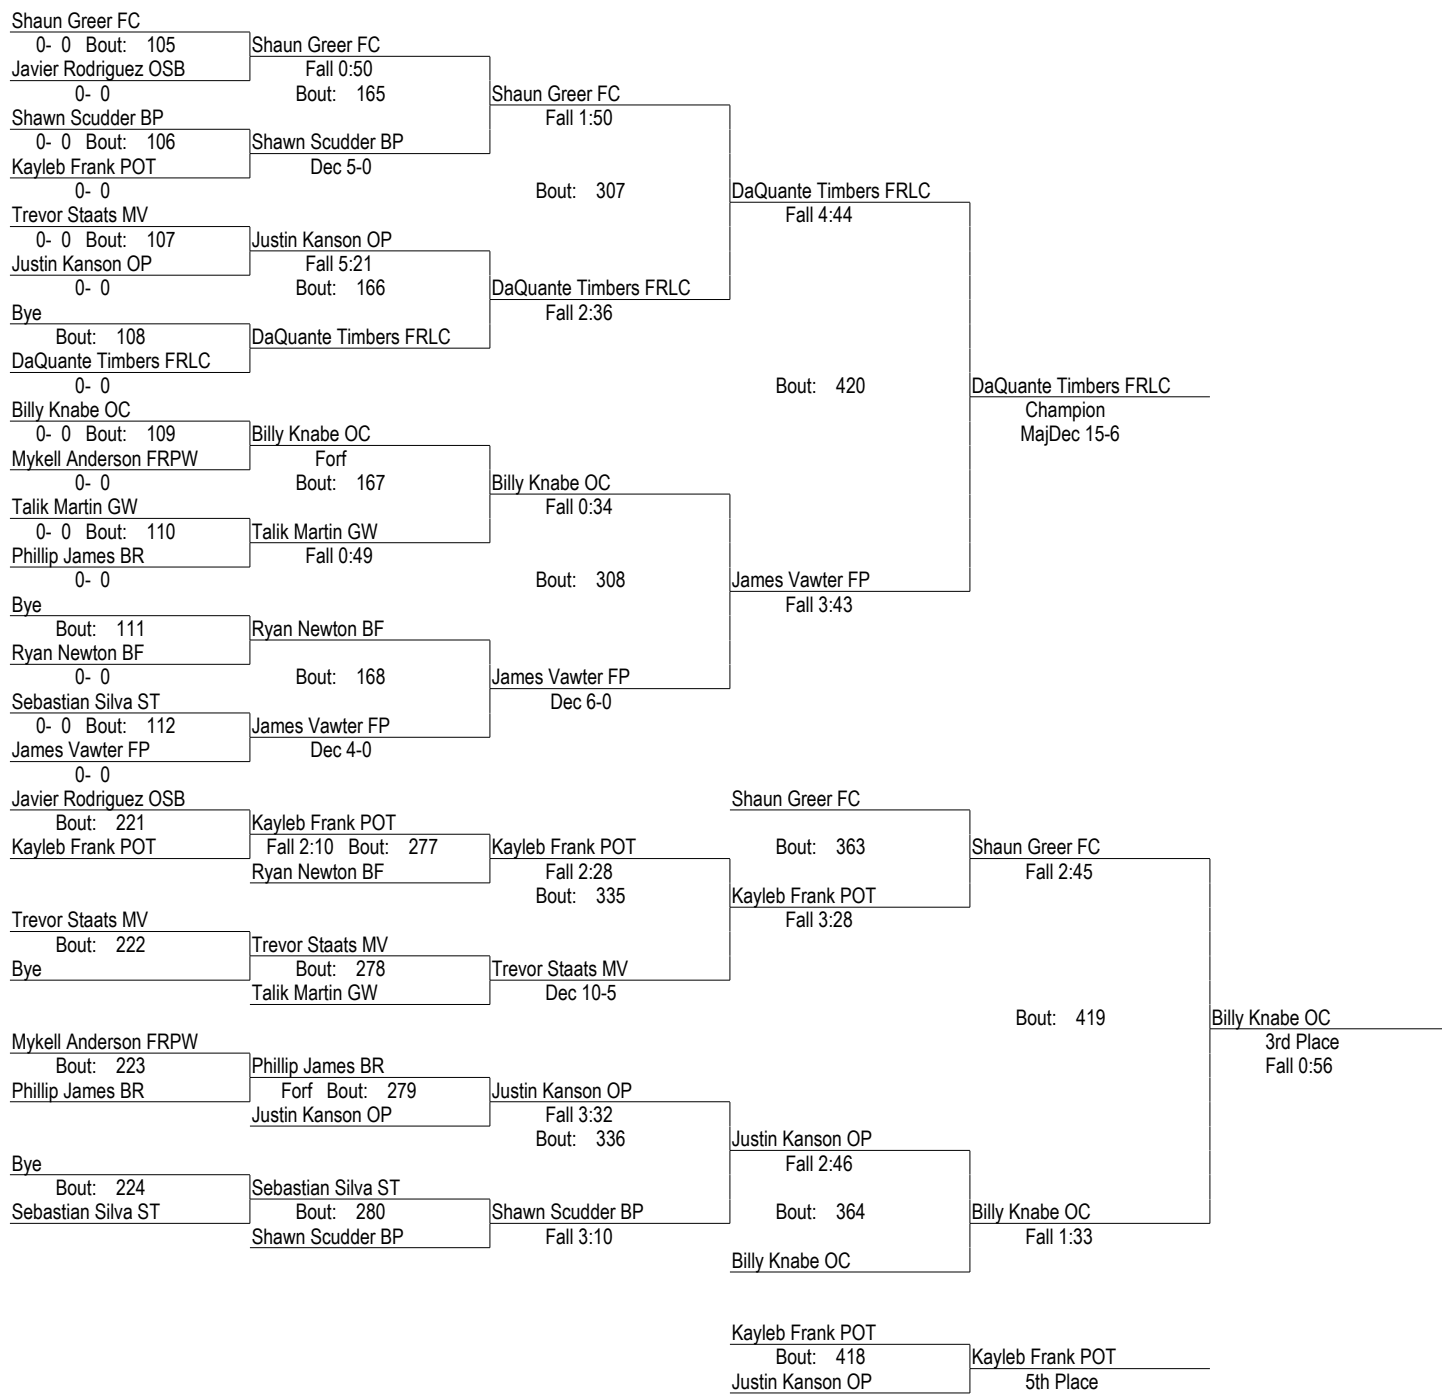 Shaun Greer FC
0- 0 Bout: 105 Shaun Greer FC
Javier Rodriguez OSB Fall 0:50
0- 0 Bout: 165 Shaun Greer FC
Shawn Scudder BP Fall 1:50
0- 0 Bout: 106 Shawn Scudder BP
Kayleb Frank POT Dec 5-0
0- 0 Bout: 307 DaQuante Timbers FRLC
Trevor Staats MV Fall 4:44
0- 0 Bout: 107 Justin Kanson OP
Justin Kanson OP Fall 5:21
0- 0 Bout: 166 DaQuante Timbers FRLC
Bye Fall 2:36
Bout: 108 DaQuante Timbers FRLC
DaQuante Timbers FRLC
0- 0 Bout: 420 DaQuante Timbers FRLC
Billy Knabe OC Champion
0- 0 Bout: 109 Billy Knabe OC MajDec 15-6
Mykell Anderson FRPW Forf
0- 0 Bout: 167 Billy Knabe OC
Talik Martin GW Fall 0:34
0- 0 Bout: 110 Talik Martin GW
Phillip James BR Fall 0:49
0- 0 Bout: 308 James Vawter FP
Bye Fall 3:43
Bout: 111 Ryan Newton BF
Ryan Newton BF
0- 0 Bout: 168 James Vawter FP
Sebastian Silva ST Dec 6-0
0- 0 Bout: 112 James Vawter FP
James Vawter FP Dec 4-0
0- 0
Javier Rodriguez OSB Shaun Greer FC
Bout: 221 Kayleb Frank POT
Kayleb Frank POT Fall 2:10 Bout: 277 Kayleb Frank POT Bout: 363 Shaun Greer FC
Ryan Newton BF Fall 2:28 Fall 2:45
Bout: 335 Kayleb Frank POT
Trevor Staats MV Fall 3:28
Bout: 222 Trevor Staats MV
Bye Bout: 278 Trevor Staats MV
Talik Martin GW Dec 10-5
Bout: 419 Billy Knabe OC
Mykell Anderson FRPW 3rd Place
Bout: 223 Phillip James BR Fall 0:56
Phillip James BR Forf Bout: 279 Justin Kanson OP
Justin Kanson OP Fall 3:32
Bout: 336 Justin Kanson OP
Bye Fall 2:46
Bout: 224 Sebastian Silva ST
Sebastian Silva ST Bout: 280 Shawn Scudder BP Bout: 364 Billy Knabe OC
Shawn Scudder BP Fall 3:10 Fall 1:33
Billy Knabe OC
Kayleb Frank POT
Bout: 418 Kayleb Frank POT
Justin Kanson OP 5th Place